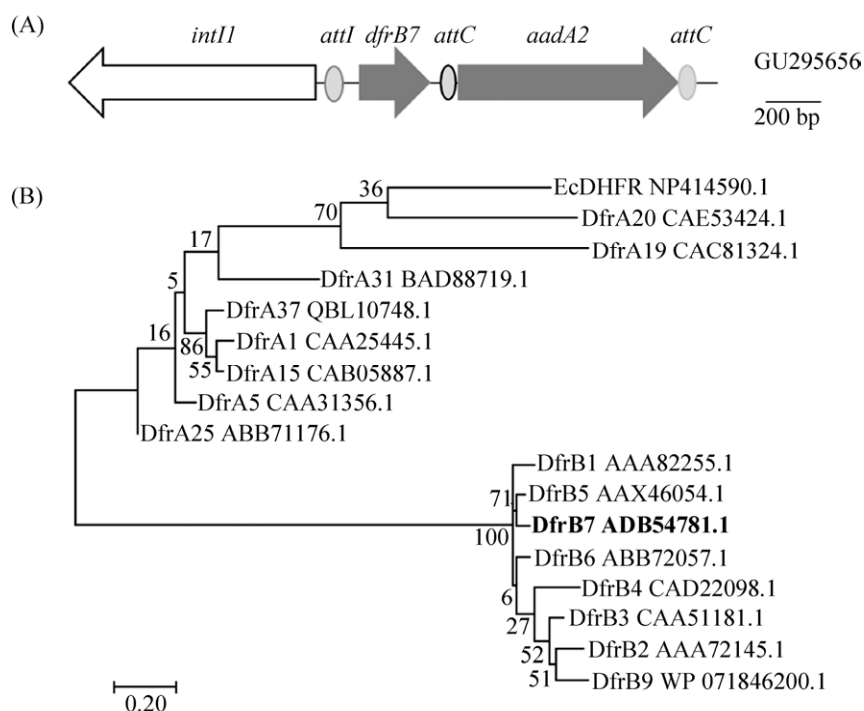 (A)
intI1 attI dfrB7 attC aadA2 attC
GU295656
200 bp
(B)
36 EcDHFR NP414590.1
70 DfrA20 CAE53424.1
17 DfrA19 CAC81324.1
5 DfrA31 BAD88719.1
DfrA37 QBL10748.1
16 86 DfrA1 CAA25445.1
55 DfrA15 CAB05887.1
DfrA5 CAA31356.1
DfrA25 ABB71176.1
DfrB1 AAA82255.1
71 DfrB5 AAX46054.1
100 DfrB7 ADB54781.1
DfrB6 ABB72057.1
6 DfrB4 CAD22098.1
27 DfrB3 CAA51181.1
52 DfrB2 AAA72145.1
51 DfrB9 WP 071846200.1
0.20